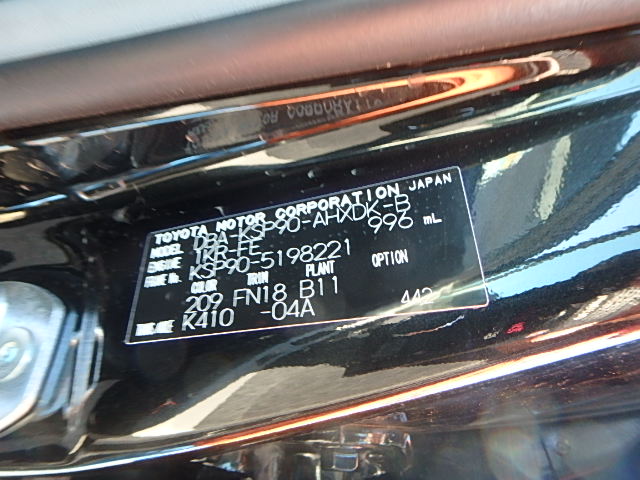 TOYOTA MOTOR CORPORATION JAPAN
MODEL DBA-KSP90-AHXDK-B
ENGINE 1KR-FE 996 mL
FRAME No. KSP90-5198221
COLOR TRIM PLANT OPTION
209 FN18 B11
TRANS./AXLE K410 -04A 442